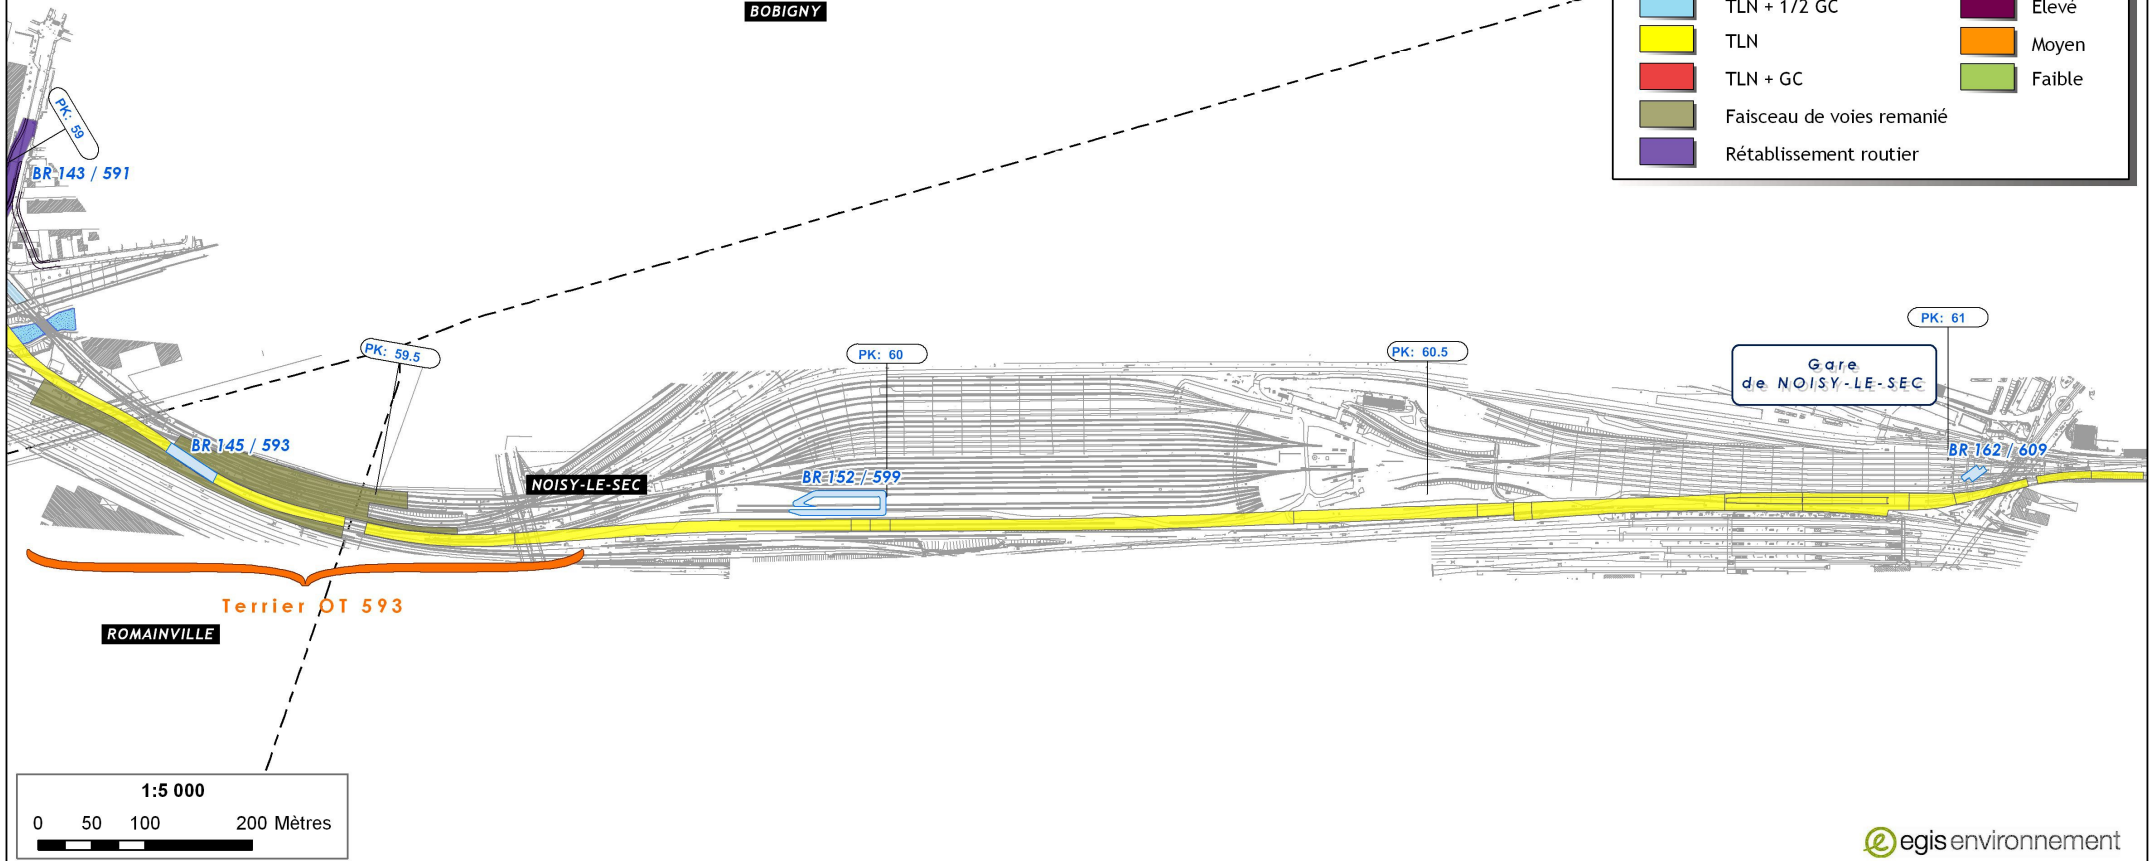 BOBIGNY
TLN + 1/2 GC
Elevé
TLN
Moyen
TLN + GC
Faible
Faisceau de voies remanié
Rétablissement routier
PK: 59
BR 143 / 591
PK: 59.5
PK: 60
PK: 60.5
PK: 61
Gare
de NOISY-LE-SEC
BR 145 / 593
NOISY-LE-SEC
BR 152 / 599
BR 162 / 609
Terrier OT 593
ROMAINVILLE
1:5 000
0 50 100 200 Mètres
egis environnement